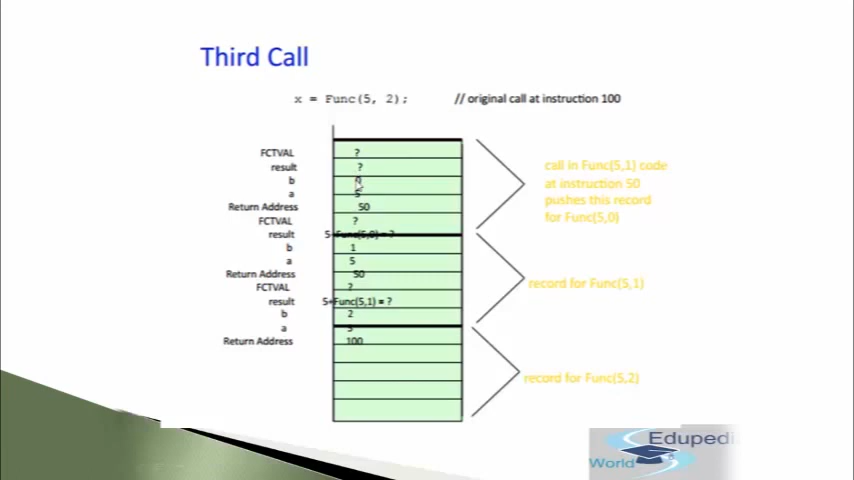 Third Call
x = Func(5, 2); // original call at instruction 100
FCTVAL ?
result ?
b 0
a 5
Return Address 50
FCTVAL ?
result 5+Func(5,0) = ?
b 1
a 5
Return Address 50
FCTVAL ?
result 5+Func(5,1) = ?
b 2
a 5
Return Address 100
call in Func(5,1) code
at instruction 50
pushes this record
for Func(5,0)
record for Func(5,1)
record for Func(5,2)
Edupedi
World